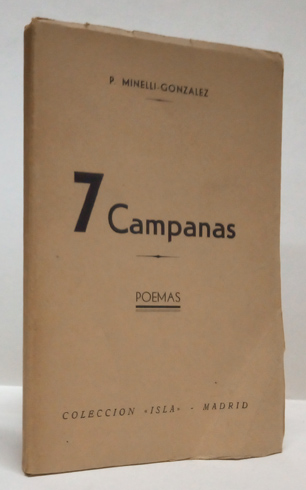 P. MINELLI-GONZALEZ
7 Campanas
POEMAS
COLECCION «ISLA» - MADRID